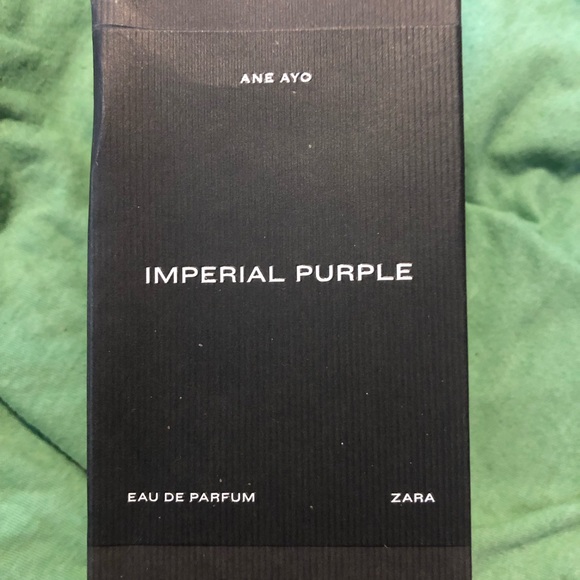 ANE AYO
IMPERIAL PURPLE
EAU DE PARFUM ZARA